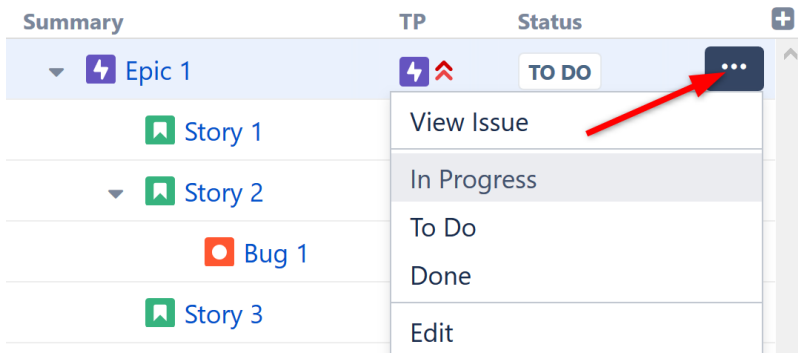 Summary TP Status
Epic 1 TO DO
View Issue
Story 1
In Progress
Story 2
To Do
Bug 1
Done
Story 3
Edit